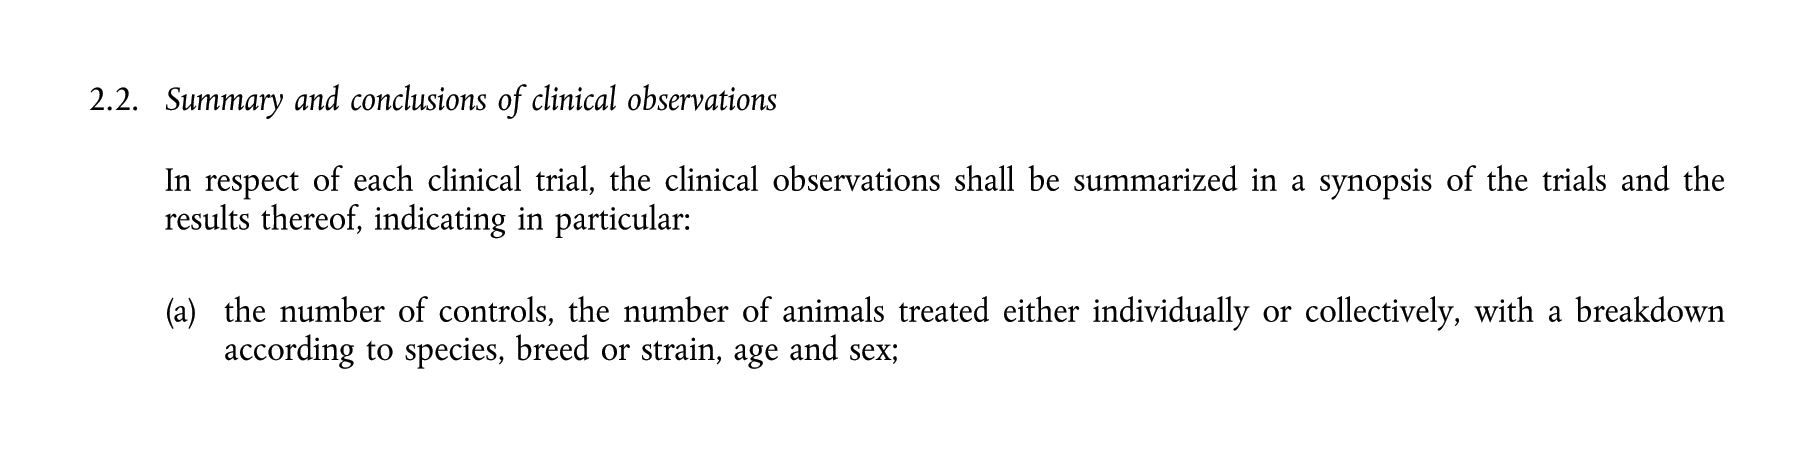 2.2. Summary and conclusions of clinical observations
In respect of each clinical trial, the clinical observations shall be summarized in a synopsis of the trials and the
results thereof, indicating in particular:
(a) the number of controls, the number of animals treated either individually or collectively, with a breakdown
according to species, breed or strain, age and sex;